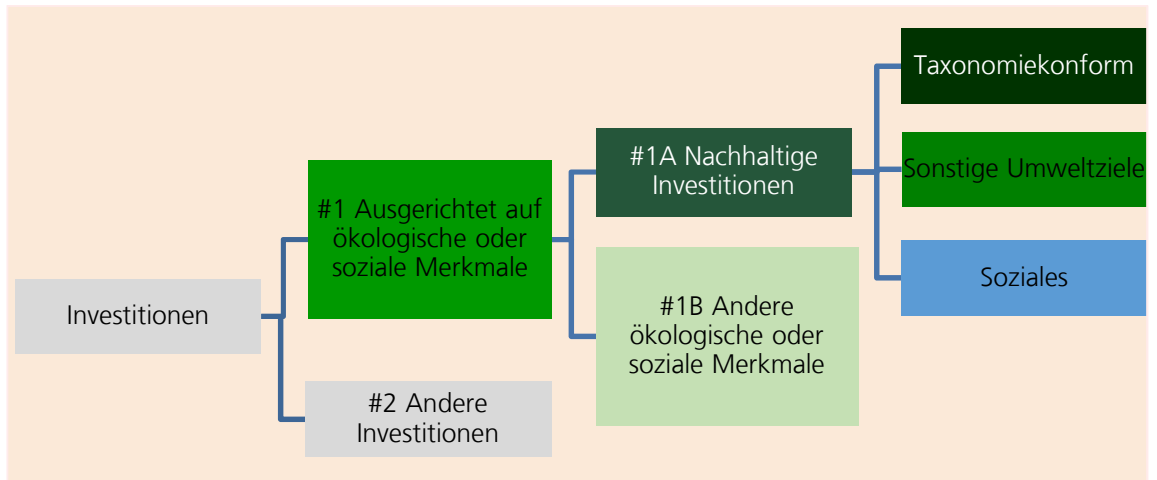 Investitionen
#1 Ausgerichtet auf
ökologische oder
soziale Merkmale
#2 Andere
Investitionen
#1A Nachhaltige
Investitionen
#1B Andere
ökologische oder
soziale Merkmale
Taxonomiekonform
Sonstige Umweltziele
Soziales